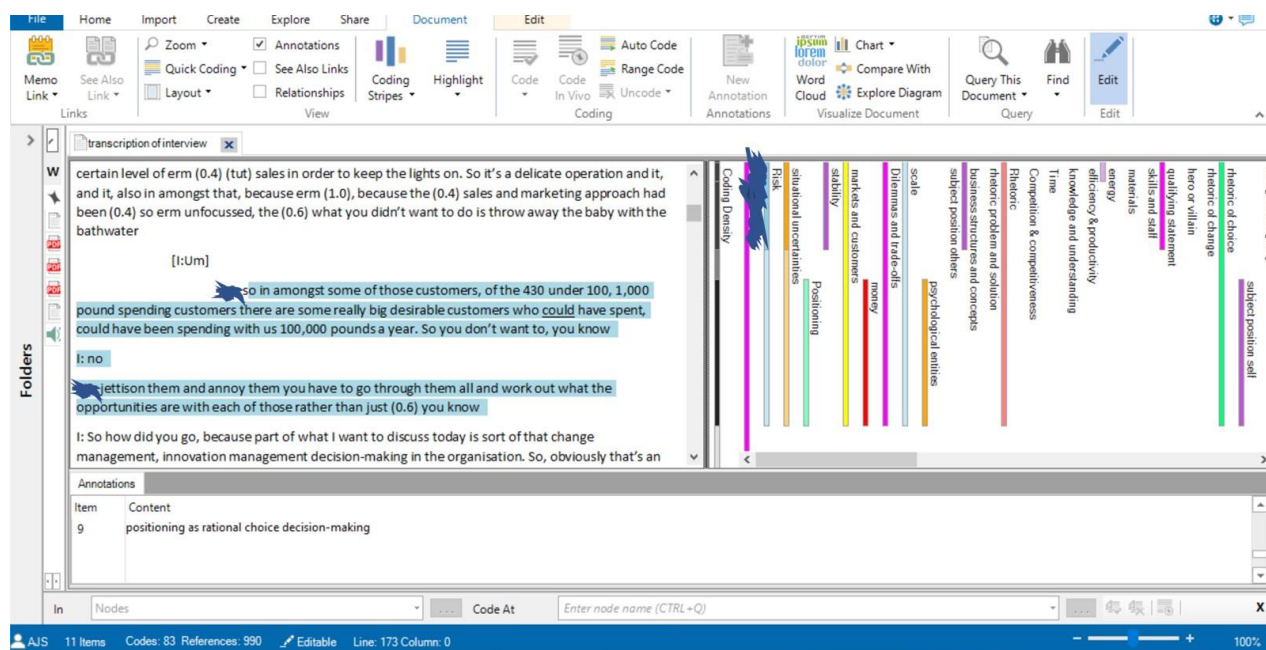 File Home Import Create Explore Share Document Edit
Zoom
Annotations
Auto Code
Chart
Quick Coding
See Also Links
Range Code
Compare With
Layout
Relationships
Uncode
Explore Diagram
Memo Link
See Also Link
Coding Stripes
Highlight
Code
Code In Vivo
New Annotation
ipsum lorem dolor
Word Cloud
Query This Document
Find
Edit
Links View Coding Annotations Visualize Document Query Edit
transcription of interview
W
certain level of erm (0.4) (tut) sales in order to keep the lights on. So it's a delicate operation and it,
and it, also in amongst that, because erm (1.0), because the (0.4) sales and marketing approach had
been (0.4) so erm unfocussed, the (0.6) what you didn't want to do is throw away the baby with the
bathwater
[I:Um]
so in amongst some of those customers, of the 430 under 100, 1,000
pound spending customers there are some really big desirable customers who could have spent,
could have been spending with us 100,000 pounds a year. So you don't want to, you know
I: no
jettison them and annoy them you have to go through them all and work out what the
opportunities are with each of those rather than just (0.6) you know
I: So how did you go, because part of what I want to discuss today is sort of that change
management, innovation management decision-making in the organisation. So, obviously that's an
Folders
PDF
PDF
PDF
Coding Density
Risk
situational uncertainties
Positioning
stability
markets and customers
money
Dilemmas and trade-offs
scale
psychological entities
subject position others
business structures and concepts
rhetoric problem and solution
Rhetoric
Competition & competitiveness
Time
knowledge and understanding
efficiency & productivity
energy
materials
skills and staff
qualifying statement
hero or villain
rhetoric of change
rhetoric of choice
subject position self
Annotations
Item Content
9 positioning as rational choice decision-making
In Nodes ... Code At Enter node name (CTRL+Q) ... X
AJS 11 Items Codes: 83 References: 990 Editable Line: 173 Column: 0 100%